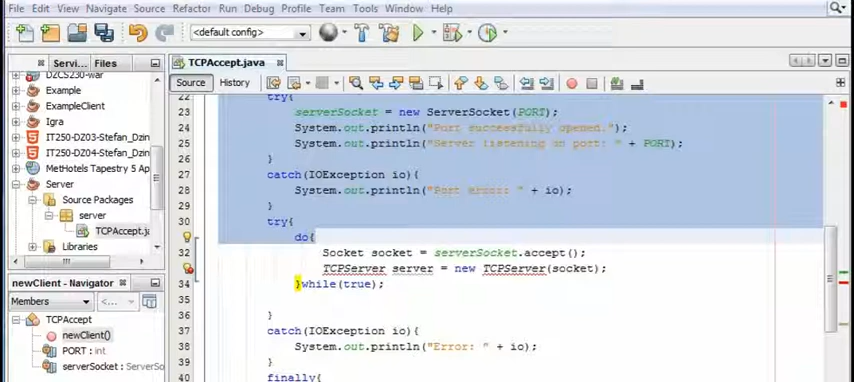 File Edit View Navigate Source Refactor Run Debug Profile Team Tools Window Help
<default config>
Servi... Files
TCPAccept.java
DZCS230-war
Example
ExampleClient
Igra
IT250-DZ03-Stefan_Dzin
IT250-DZ04-Stefan_Dzin
MetHotels Tapestry 5 Ap
Server
Source Packages
server
TCPAccept.ja
Libraries
newClient - Navigator
Members
<...
TCPAccept
newClient()
PORT : int
serverSocket : ServerSo
Source History
22 try{
23 serverSocket = new ServerSocket(PORT);
24 System.out.println("Port successfully opened.");
25 System.out.println("Server listening on port: " + PORT);
26 }
27 catch(IOException io){
28 System.out.println("Port error: " + io);
29 }
30 try{
do{
32 Socket socket = serverSocket.accept();
TCPServer server = new TCPServer(socket);
34 }while(true);
35
36 }
37 catch(IOException io){
38 System.out.println("Error: " + io);
39 }
40 finally{